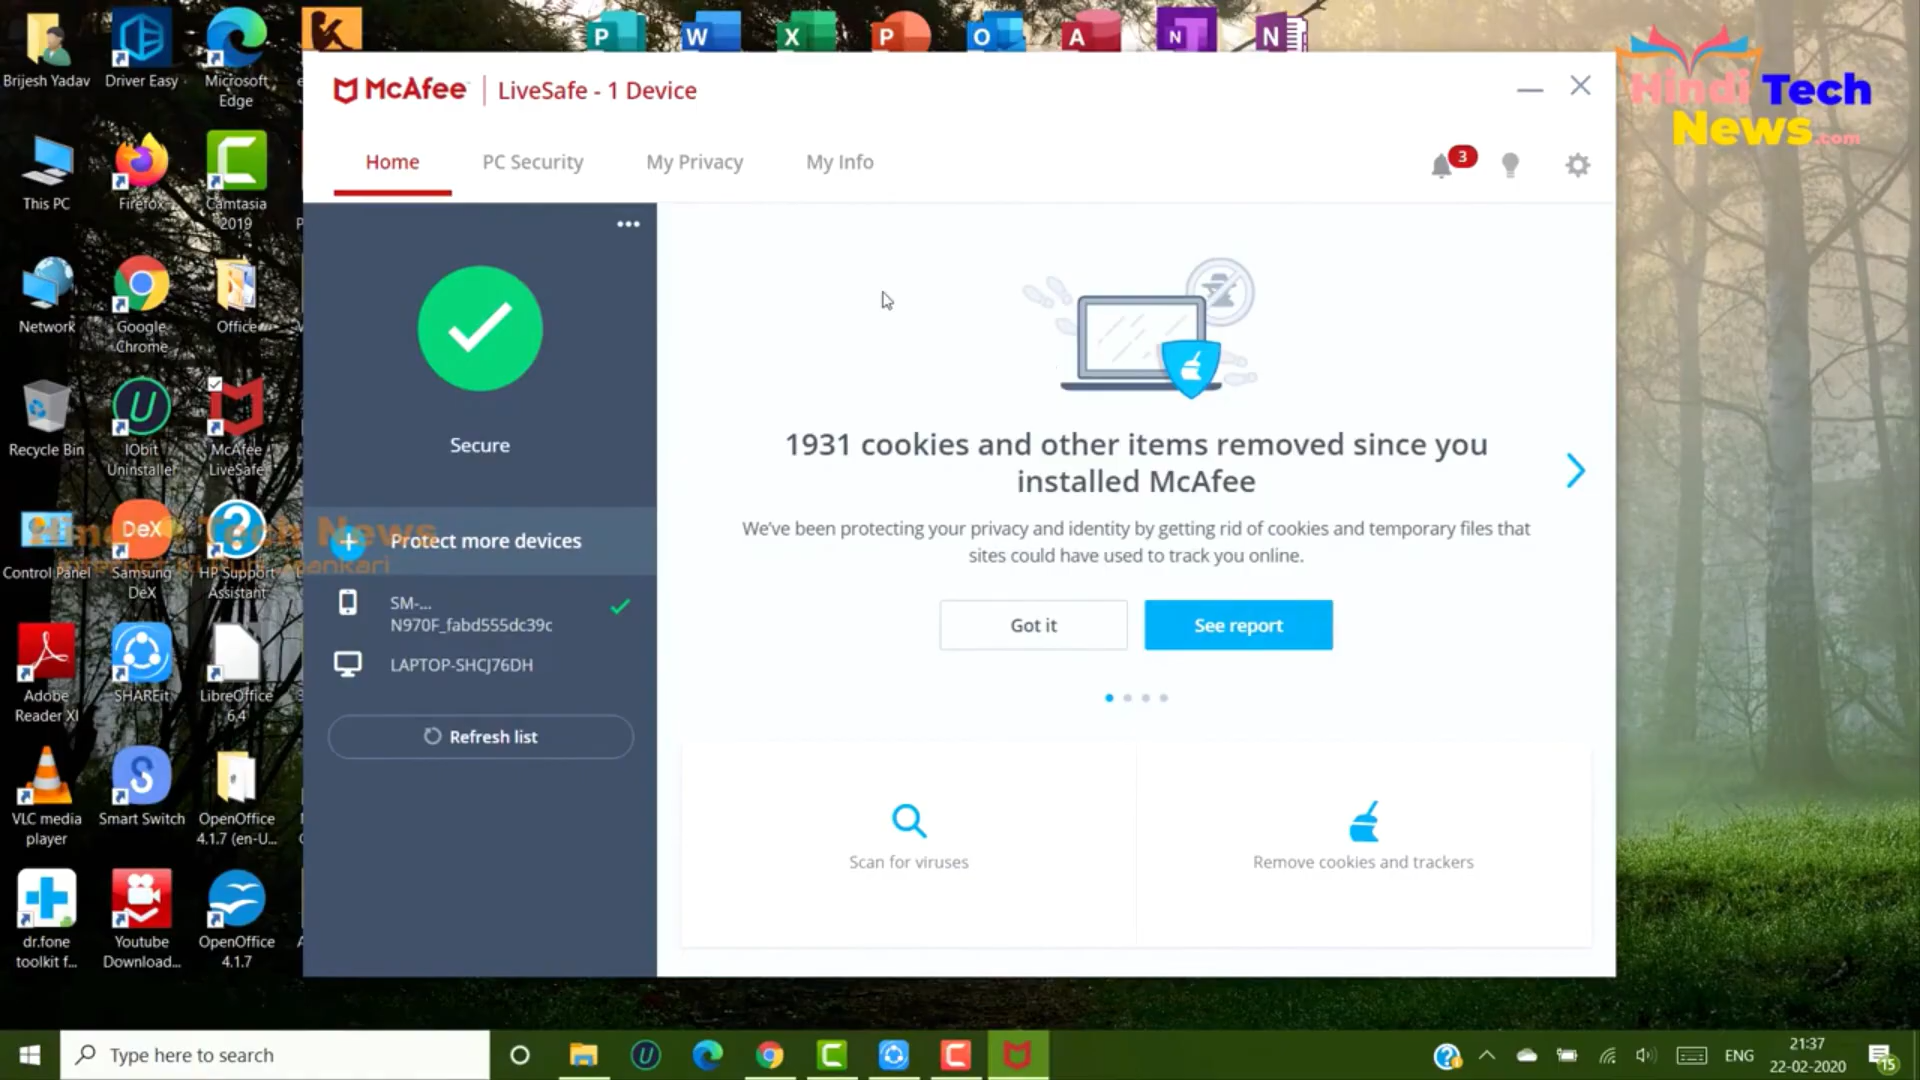 Brijesh Yadav
Driver Easy
Microsoft
Edge
P
W
X
P
O
A
N
N
Hindi Tech
News.com
McAfee | LiveSafe - 1 Device
Home
PC Security
My Privacy
My Info
3
This PC
Firefox
Camtasia
2019
Network
Google
Chrome
Office
Recycle Bin
IObit
Uninstaller
McAfee
LiveSafe
Secure
1931 cookies and other items removed since you
installed McAfee
We've been protecting your privacy and identity by getting rid of cookies and temporary files that
sites could have used to track you online.
Got it
See report
Hindi Tech News
Control Panel
DeX
Samsung
DeX
HP Support
Assistant
Protect more devices
SM-...
N970F_fabd555dc39c
LAPTOP-SHCJ76DH
Refresh list
Adobe
Reader XI
SHAREit
LibreOffice
6.4
VLC media
player
Smart Switch
OpenOffice
4.1.7 (en-U...
Scan for viruses
Remove cookies and trackers
dr.fone
toolkit f...
Youtube
Download...
OpenOffice
4.1.7
Type here to search
ENG
21:37
22-02-2020
15